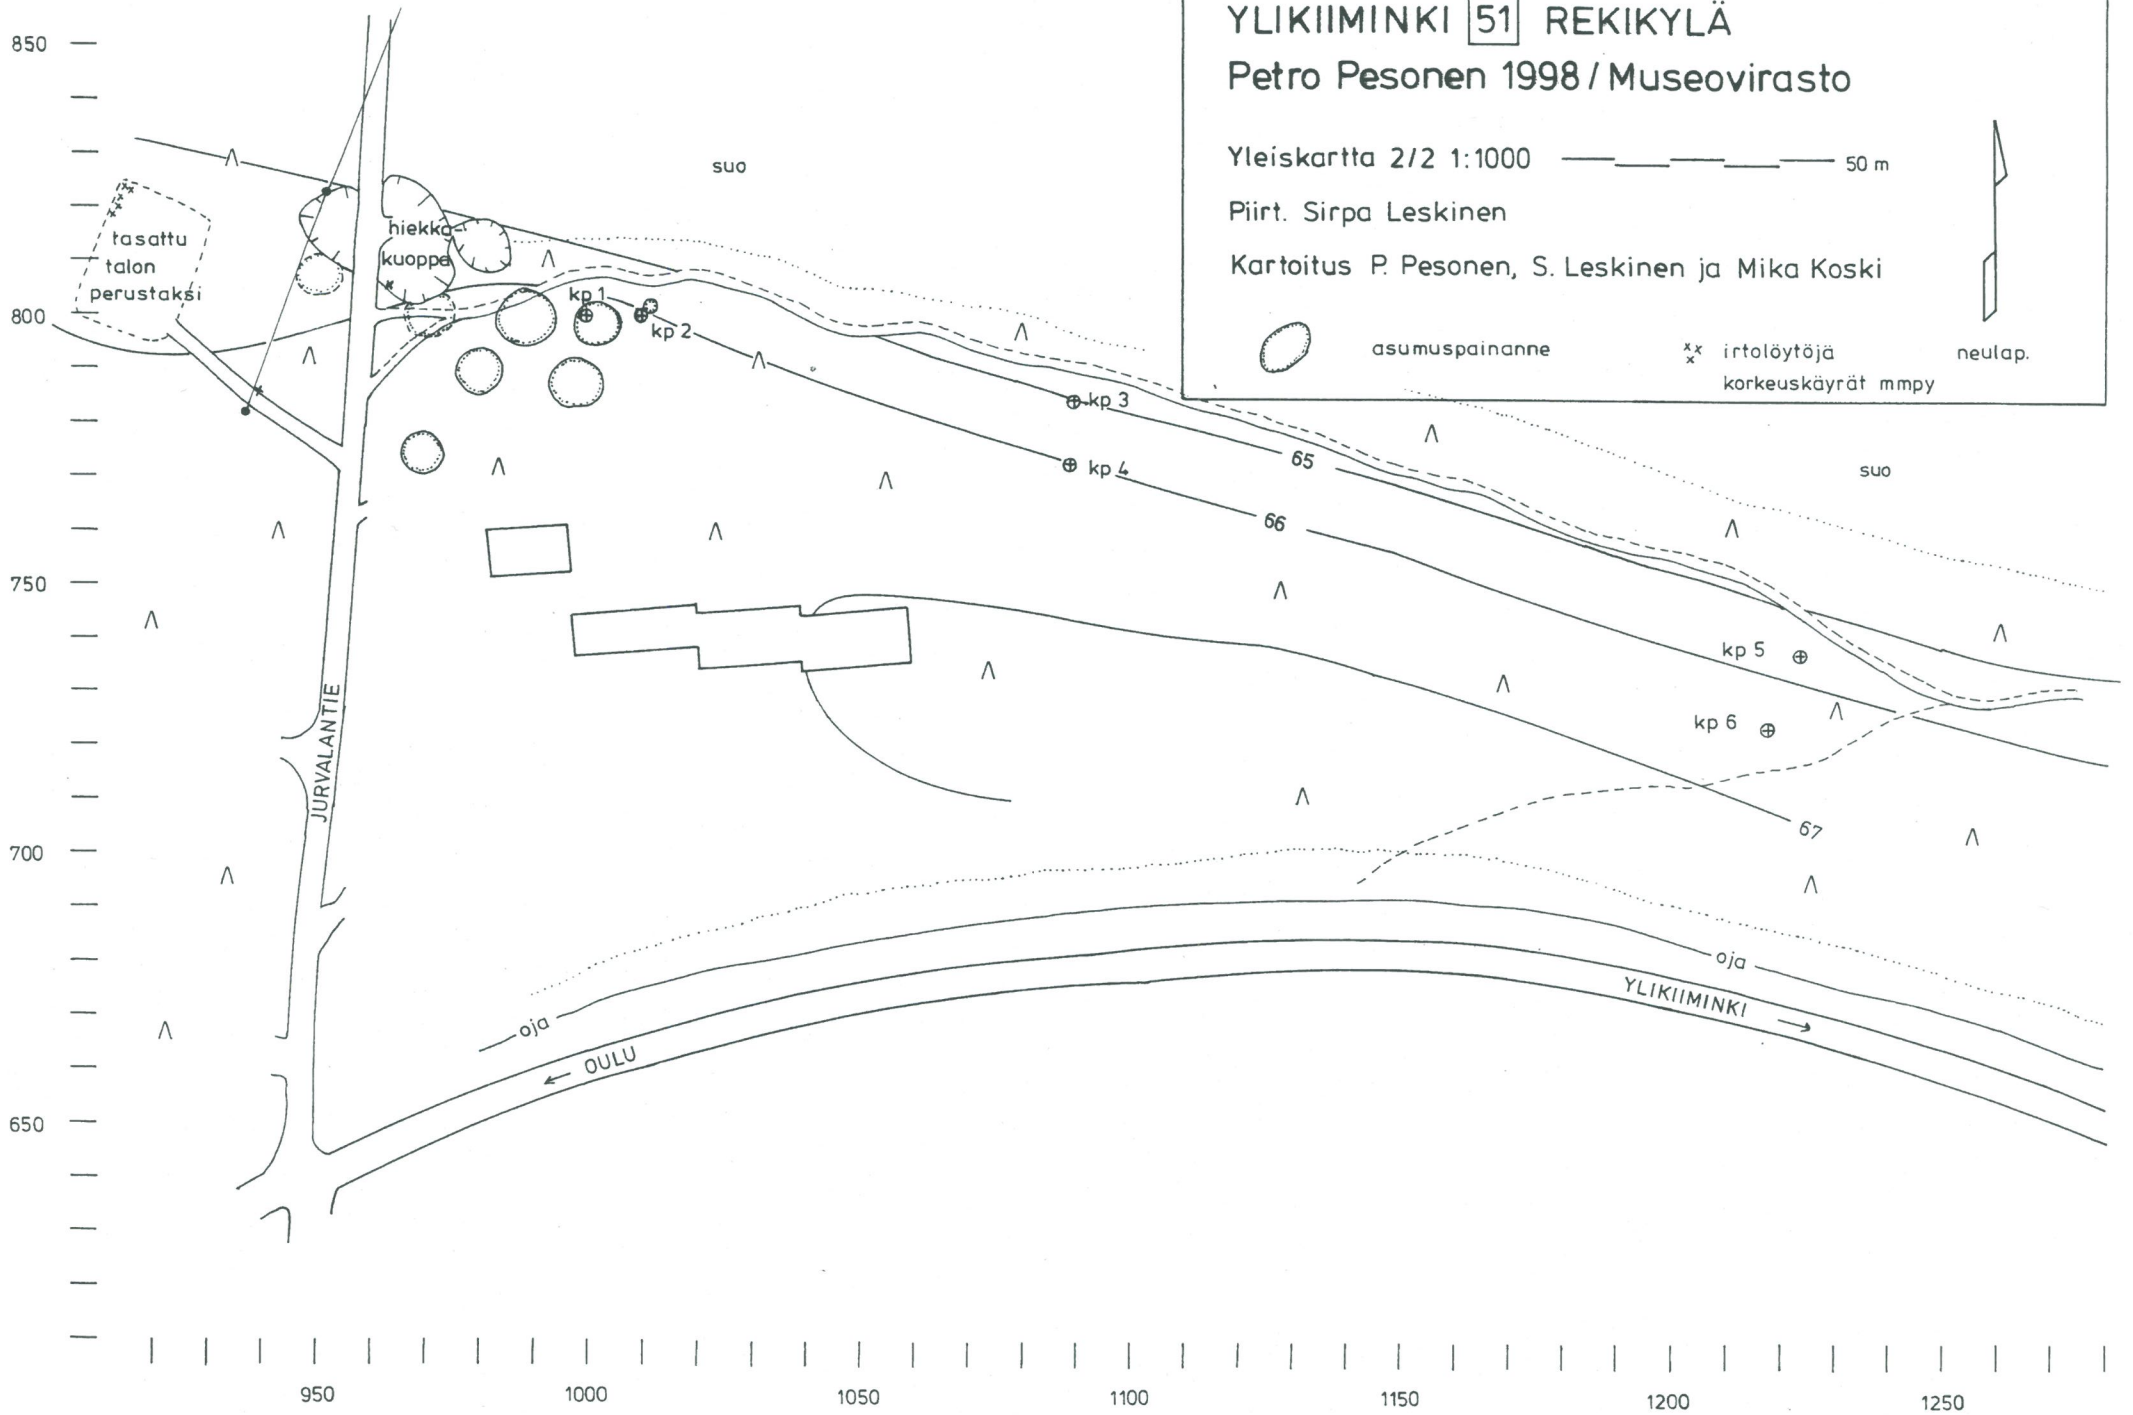 YLIKIIMINKI 51 REKIKYLÄ
Petro Pesonen 1998 / Museovirasto
Yleiskartta 2/2 1:1000 50 m
Piirt. Sirpa Leskinen
Kartoitus P. Pesonen, S. Leskinen ja Mika Koski
asumuspainanne
irtolöytöjä
korkeuskäyrät mmpy
neulap.
850
800
750
700
650
suo
hiekka
kuoppa
tasattu
talon
perustaksi
kp 1
kp 2
kp 3
kp 4
65
66
suo
kp 5
kp 6
67
JURVALANTIE
oja
YLIKIIMINKI →
oja
← OULU
950
1000
1050
1100
1150
1200
1250